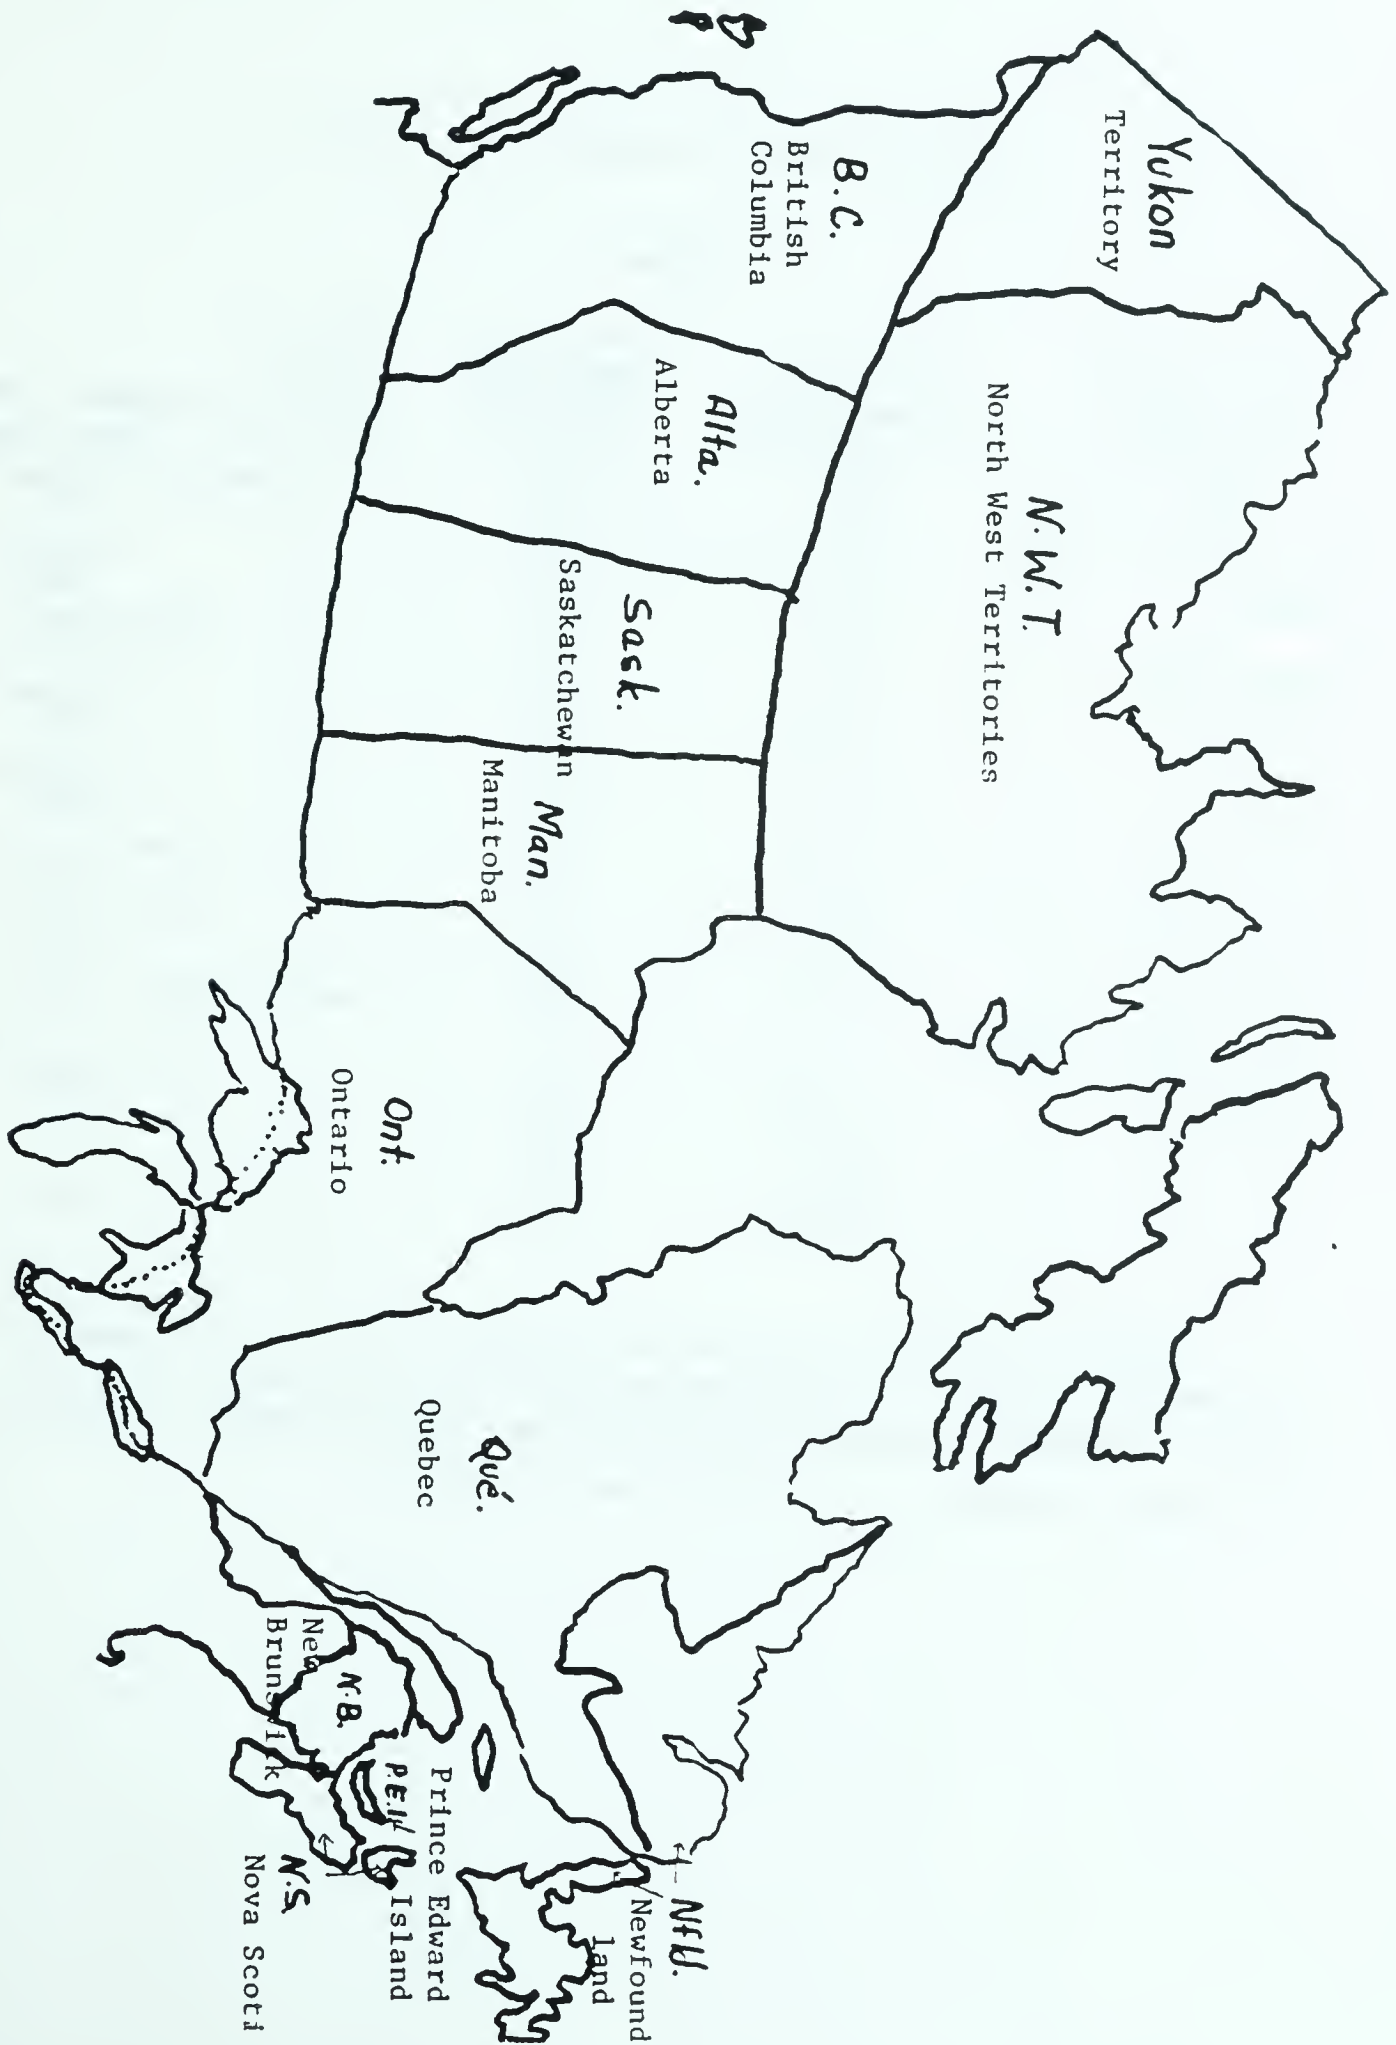 Yukon
Territory
N.W.T.
North West Territories
B.C.
British
Columbia
Alta.
Alberta
Sask.
Saskatchewan
Man.
Manitoba
Ont.
Ontario
Qué.
Quebec
Nfld.
Newfound
land
P.E.I.
Prince Edward
Island
N.B.
New
Brunswick
N.S.
Nova Scoti